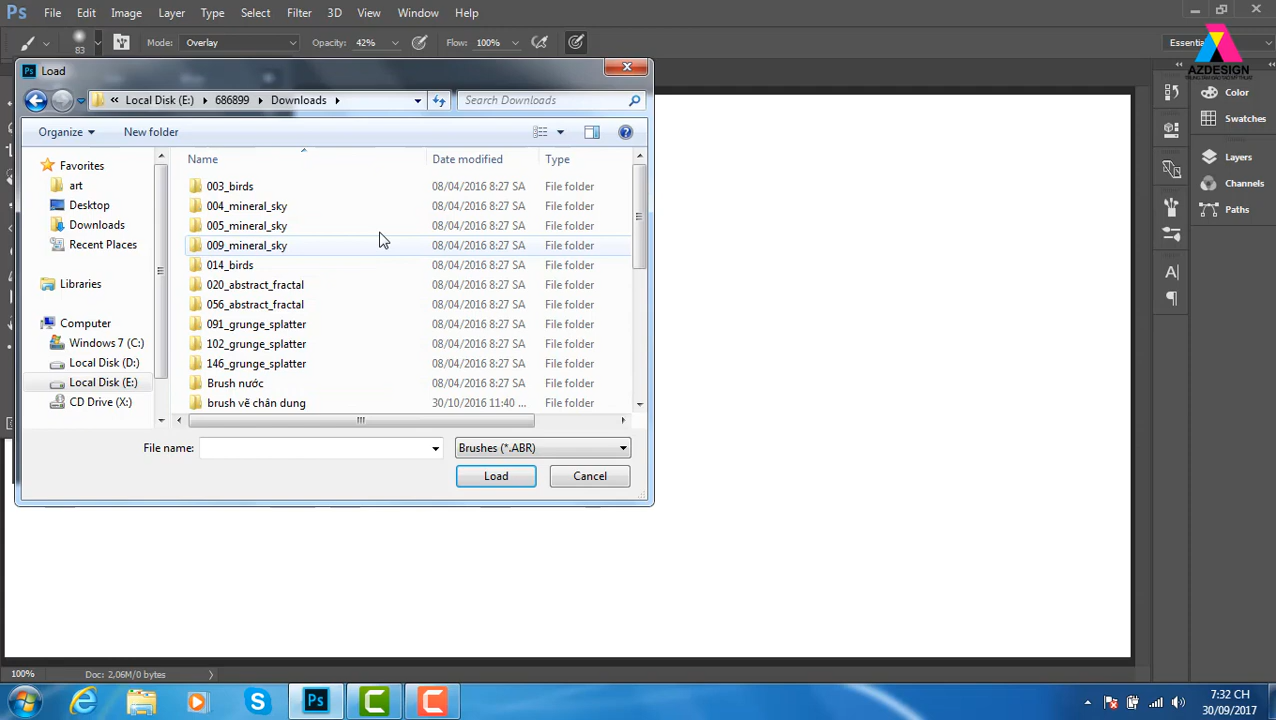 Ps File Edit Image Layer Type Select Filter 3D View Window Help
83 Mode: Overlay Opacity: 42% Flow: 100% Essenti
AZDESIGN
Ps Load
Local Disk (E:) 686899 Downloads Search Downloads
Organize New folder
Name Date modified Type
Favorites
art
Desktop
Downloads
Recent Places
Libraries
Computer
Windows 7 (C:)
Local Disk (D:)
Local Disk (E:)
CD Drive (X:)
003_birds 08/04/2016 8:27 SA File folder
004_mineral_sky 08/04/2016 8:27 SA File folder
005_mineral_sky 08/04/2016 8:27 SA File folder
009_mineral_sky 08/04/2016 8:27 SA File folder
014_birds 08/04/2016 8:27 SA File folder
020_abstract_fractal 08/04/2016 8:27 SA File folder
056_abstract_fractal 08/04/2016 8:27 SA File folder
091_grunge_splatter 08/04/2016 8:27 SA File folder
102_grunge_splatter 08/04/2016 8:27 SA File folder
146_grunge_splatter 08/04/2016 8:27 SA File folder
Brush nước 08/04/2016 8:27 SA File folder
brush vẽ chân dung 30/10/2016 11:40 ... File folder
File name: Brushes (*.ABR)
Load Cancel
Color
Swatches
Layers
Channels
Paths
100% Doc: 2,06M/0 bytes
Ps
7:32 CH
30/09/2017